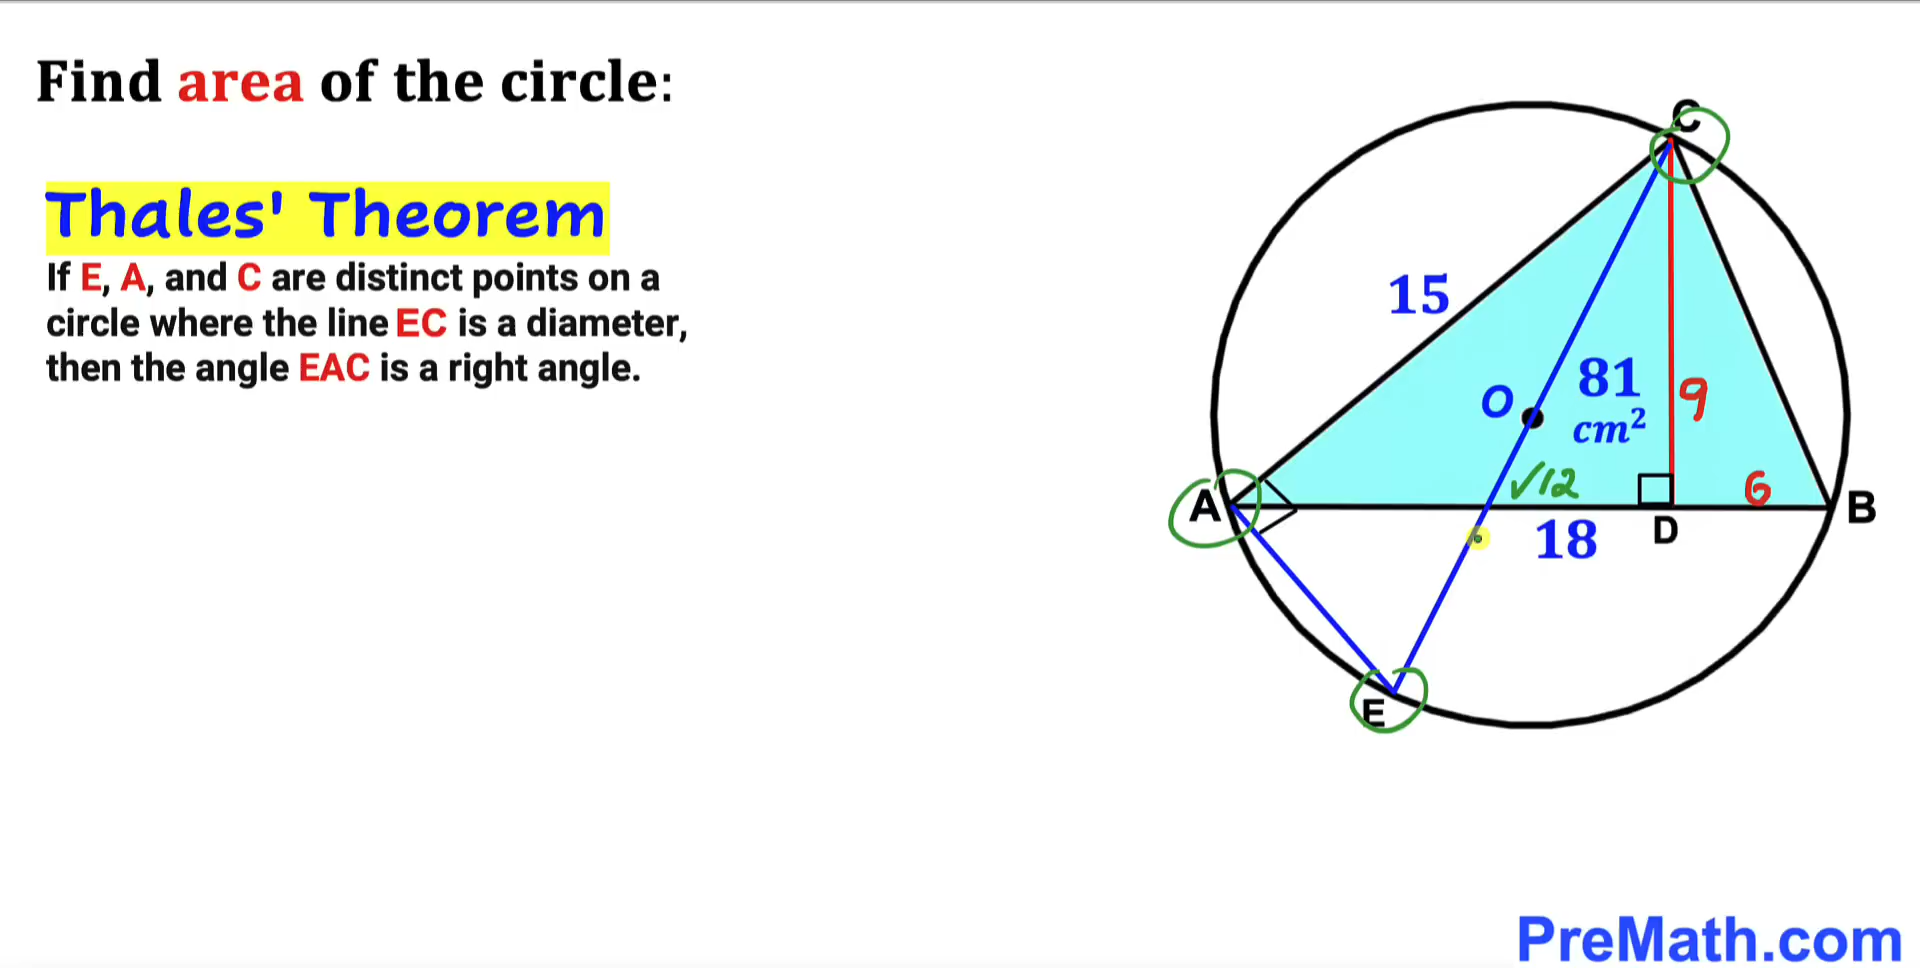 Find area of the circle:
Thales' Theorem
If E, A, and C are distinct points on a
circle where the line EC is a diameter,
then the angle EAC is a right angle.
C
15
O
81
cm²
9
√12
6
A
B
18
D
E
PreMath.com